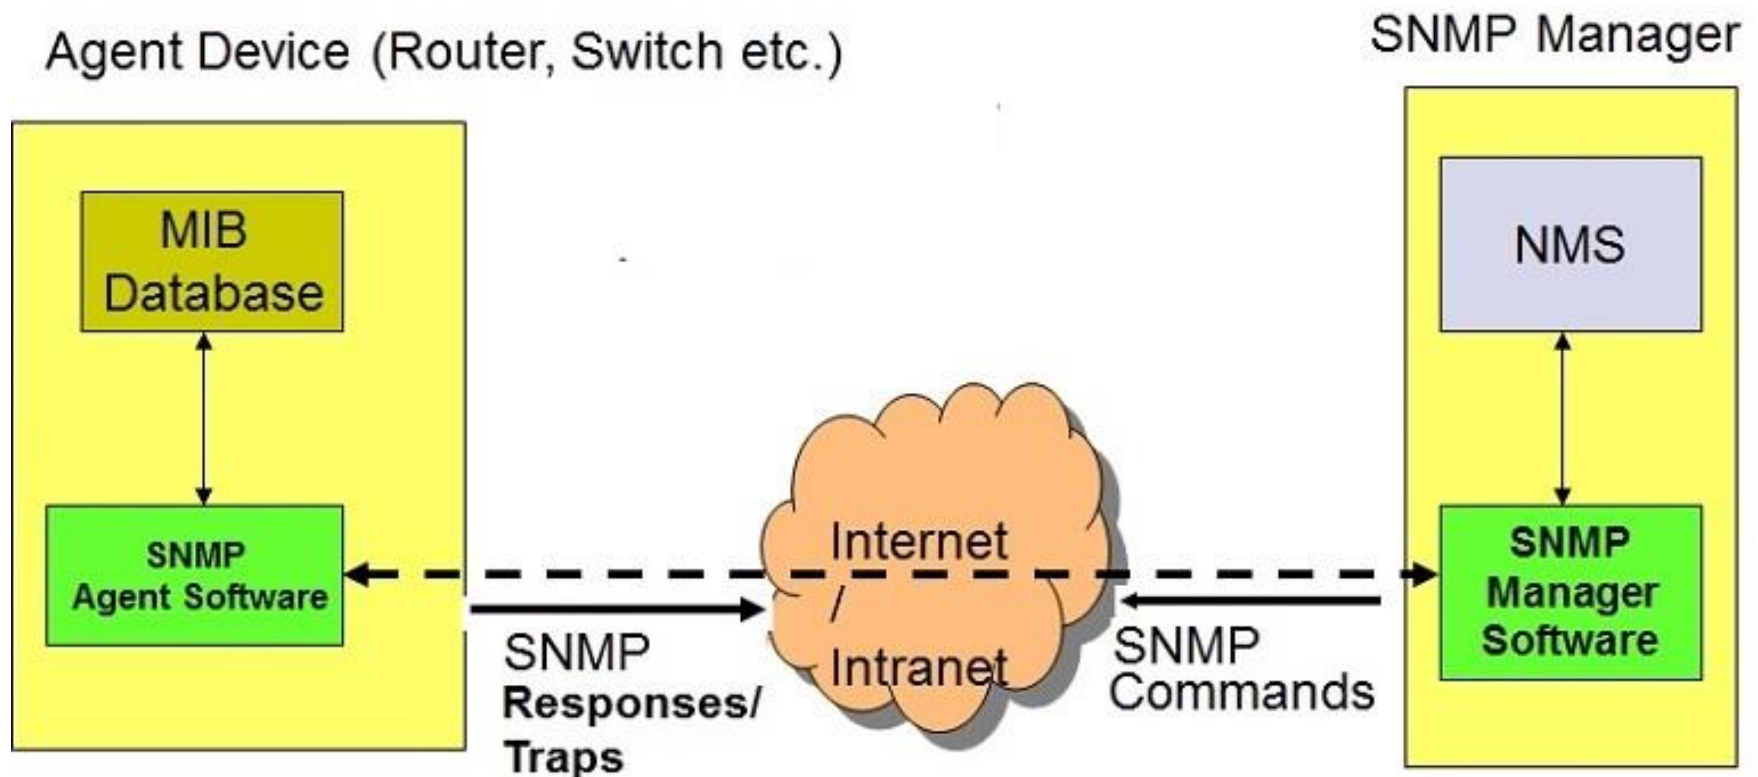 Agent Device (Router, Switch etc.)
SNMP Manager
MIB
Database
NMS
SNMP
Agent Software
Internet
/
Intranet
SNMP
Manager
Software
SNMP
Responses/
Traps
SNMP
Commands